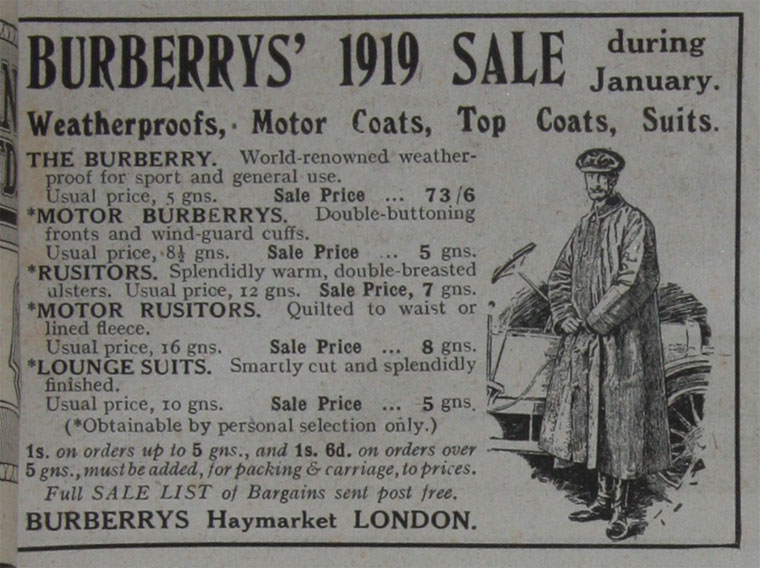 BURBERRYS' 1919 SALE during January.
Weatherproofs, Motor Coats, Top Coats, Suits.
THE BURBERRY. World-renowned weather-
proof for sport and general use.
Usual price, 5 gns. Sale Price ... 73/6
*MOTOR BURBERRYS. Double-buttoning
fronts and wind-guard cuffs.
Usual price, 8½ gns. Sale Price ... 5 gns.
*RUSITORS. Splendidly warm, double-breasted
ulsters. Usual price, 12 gns. Sale Price, 7 gns.
*MOTOR RUSITORS. Quilted to waist or
lined fleece.
Usual price, 16 gns. Sale Price ... 8 gns.
*LOUNGE SUITS. Smartly cut and splendidly
finished.
Usual price, 10 gns. Sale Price ... 5 gns.
(*Obtainable by personal selection only.)
1s. on orders up to 5 gns., and 1s. 6d. on orders over
5 gns., must be added, for packing & carriage, to prices.
Full SALE LIST of Bargains sent post free.
BURBERRYS Haymarket LONDON.